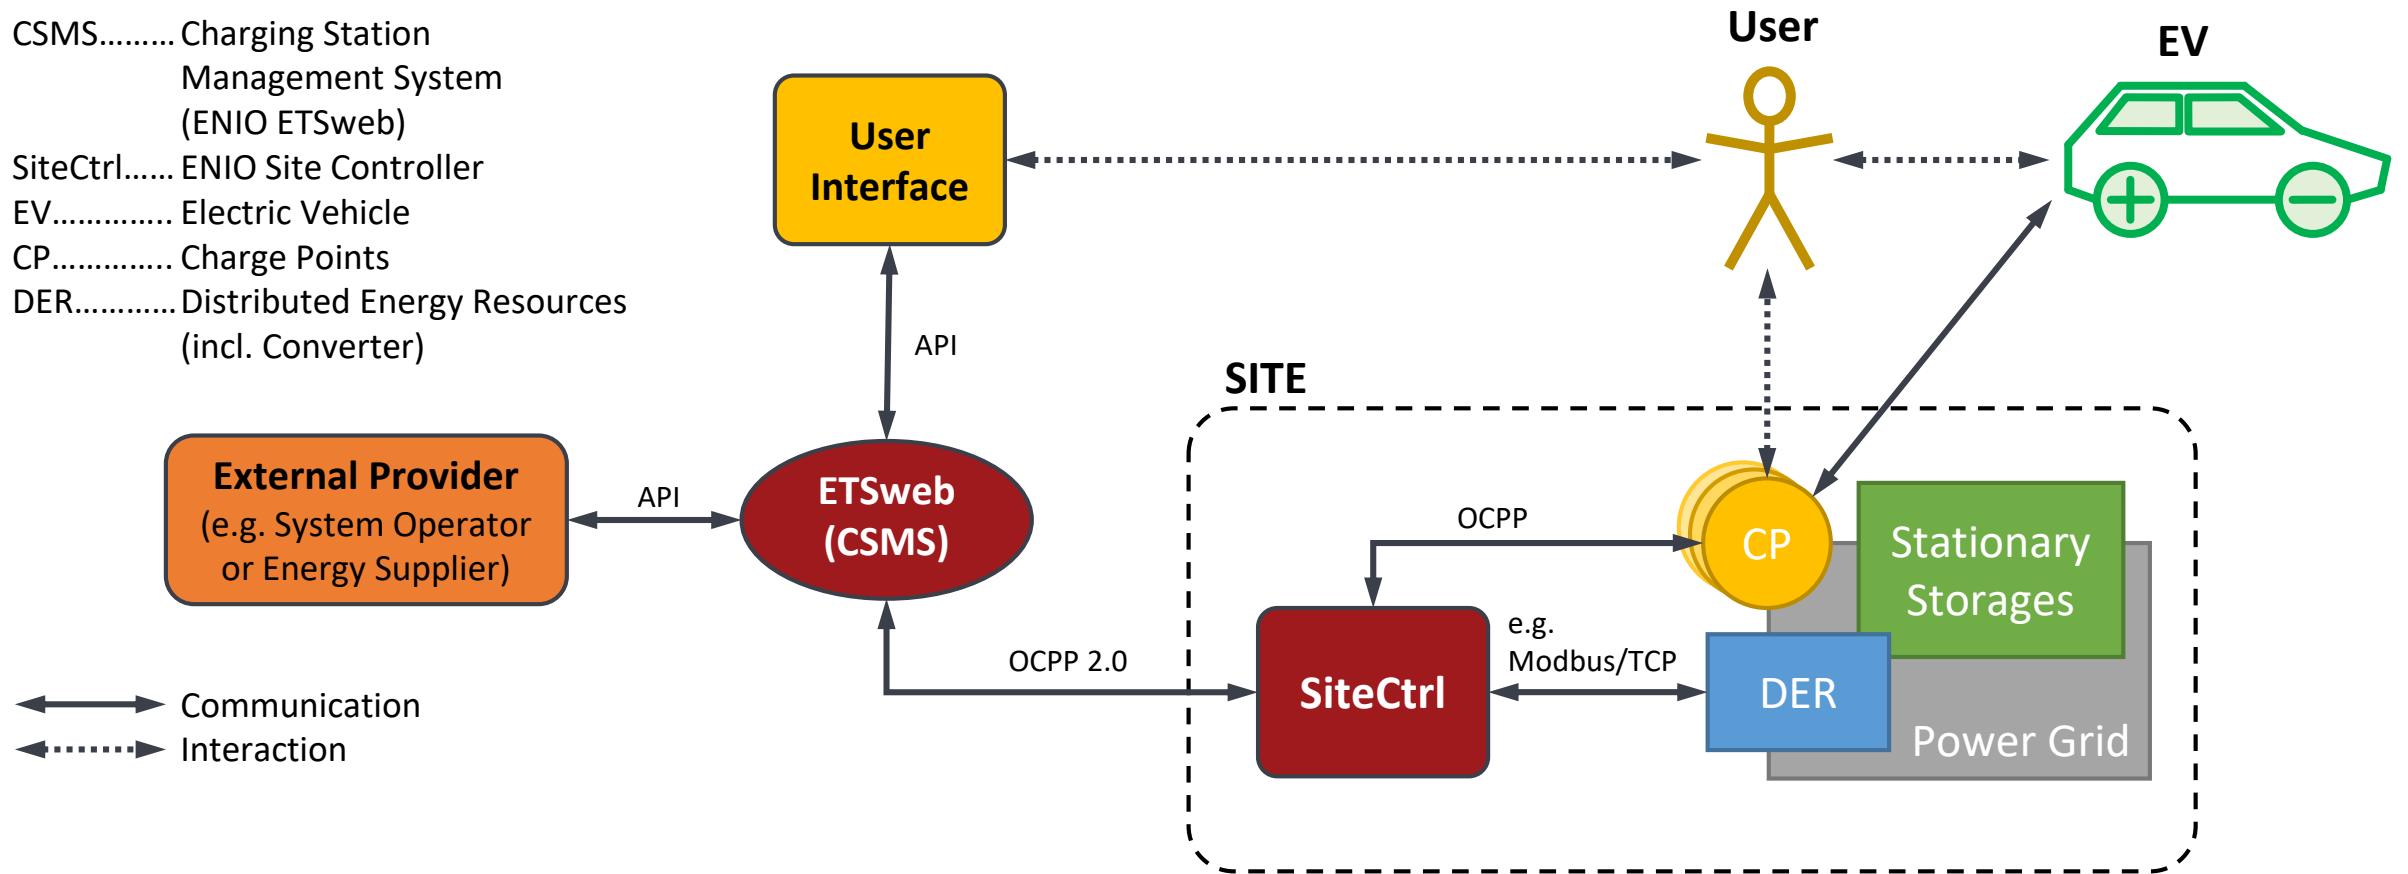 CSMS……… Charging Station
Management System
(ENIO ETSweb)
SiteCtrl…… ENIO Site Controller
EV………….. Electric Vehicle
CP………….. Charge Points
DER………… Distributed Energy Resources
(incl. Converter)
User
EV
User
Interface
API
SITE
External Provider
(e.g. System Operator
or Energy Supplier)
API
ETSweb
(CSMS)
OCPP
CP
Stationary
Storages
OCPP 2.0
SiteCtrl
e.g.
Modbus/TCP
DER
Power Grid
Communication
Interaction